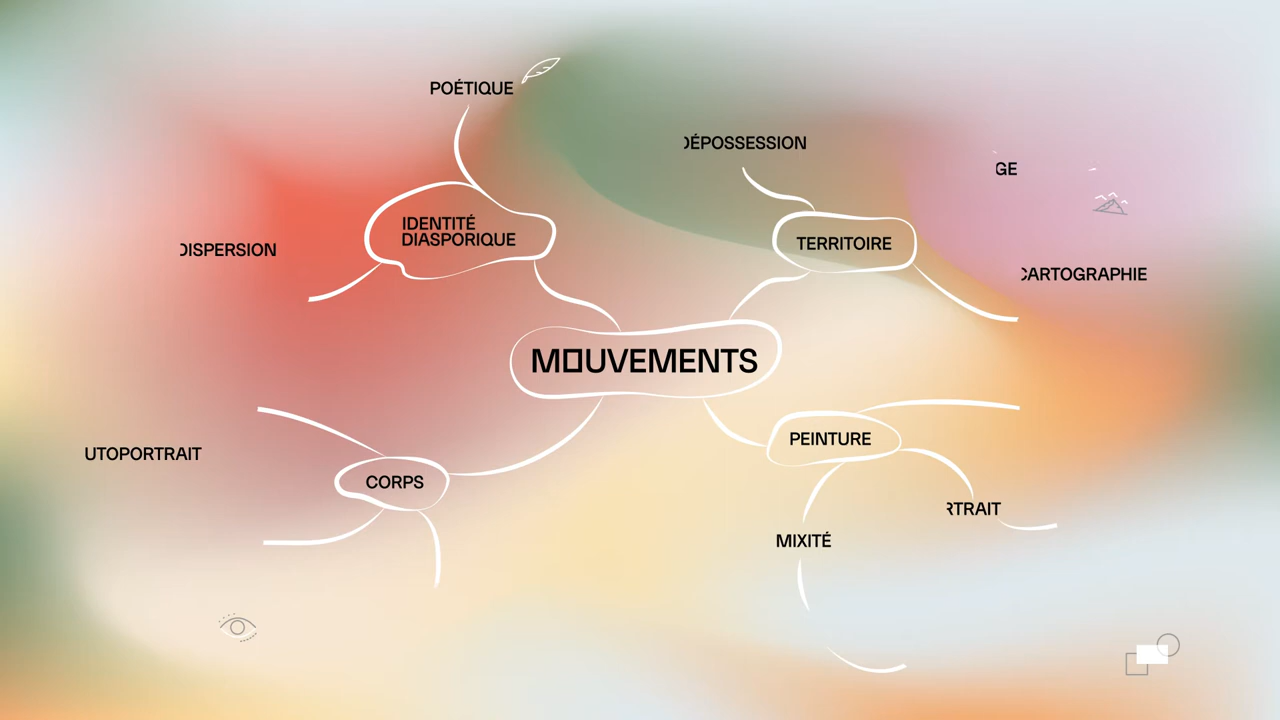 POÉTIQUE
DÉPOSSESSION
GE
IDENTITÉ
DIASPORIQUE
TERRITOIRE
DISPERSION
CARTOGRAPHIE
MOUVEMENTS
PEINTURE
UTOPORTRAIT
CORPS
RTRAIT
MIXITÉ